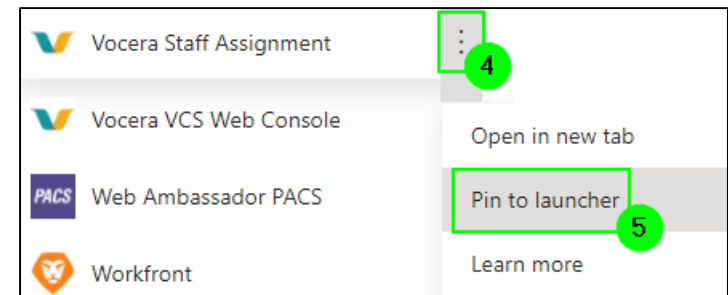 Vocera Staff Assignment
4
Vocera VCS Web Console
Open in new tab
PACS Web Ambassador PACS
Pin to launcher
5
Workfront
Learn more